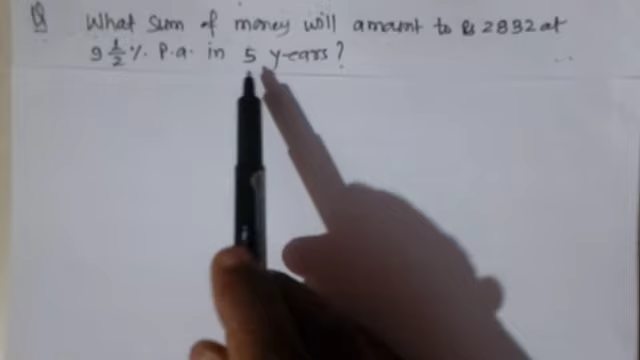 Q What sum of money will amount to Rs 2832 at
9 1/2 %. P.a. in 5 years?